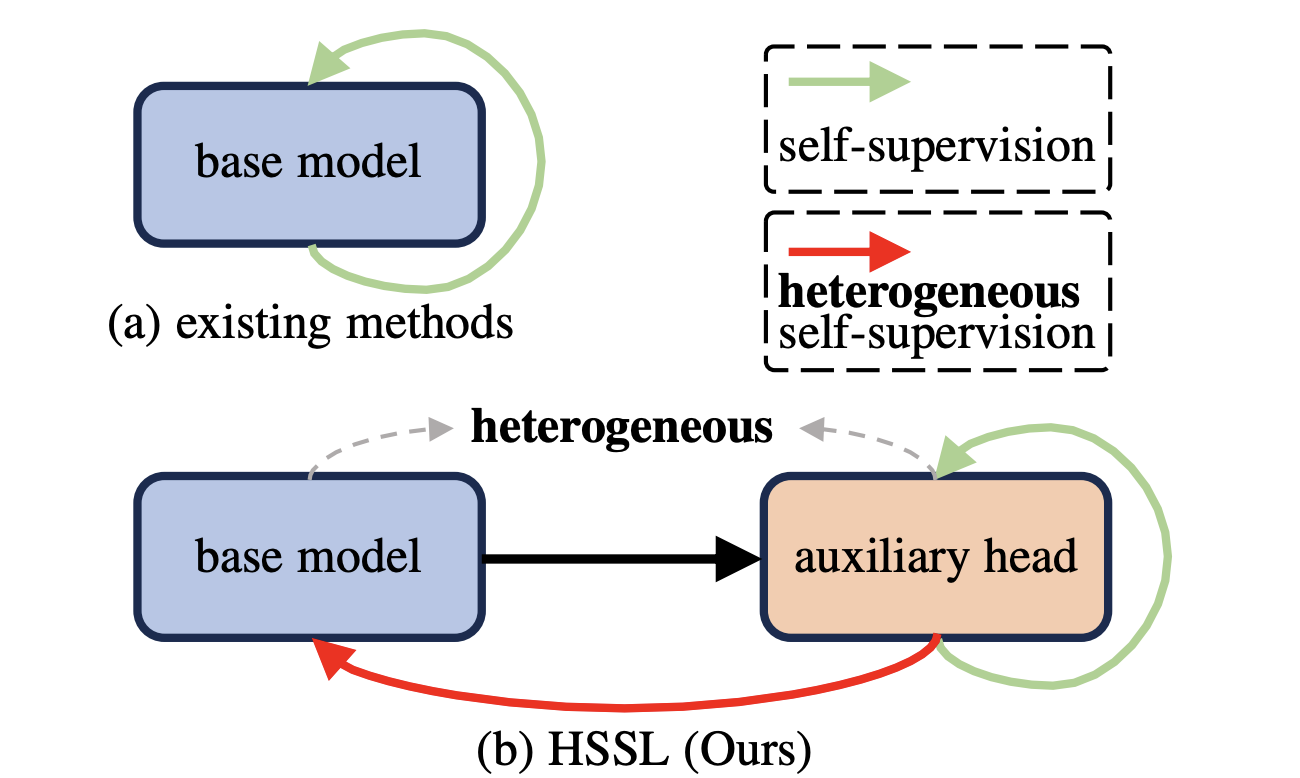 base model
(a) existing methods
self-supervision
heterogeneous
self-supervision
heterogeneous
base model
auxiliary head
(b) HSSL (Ours)